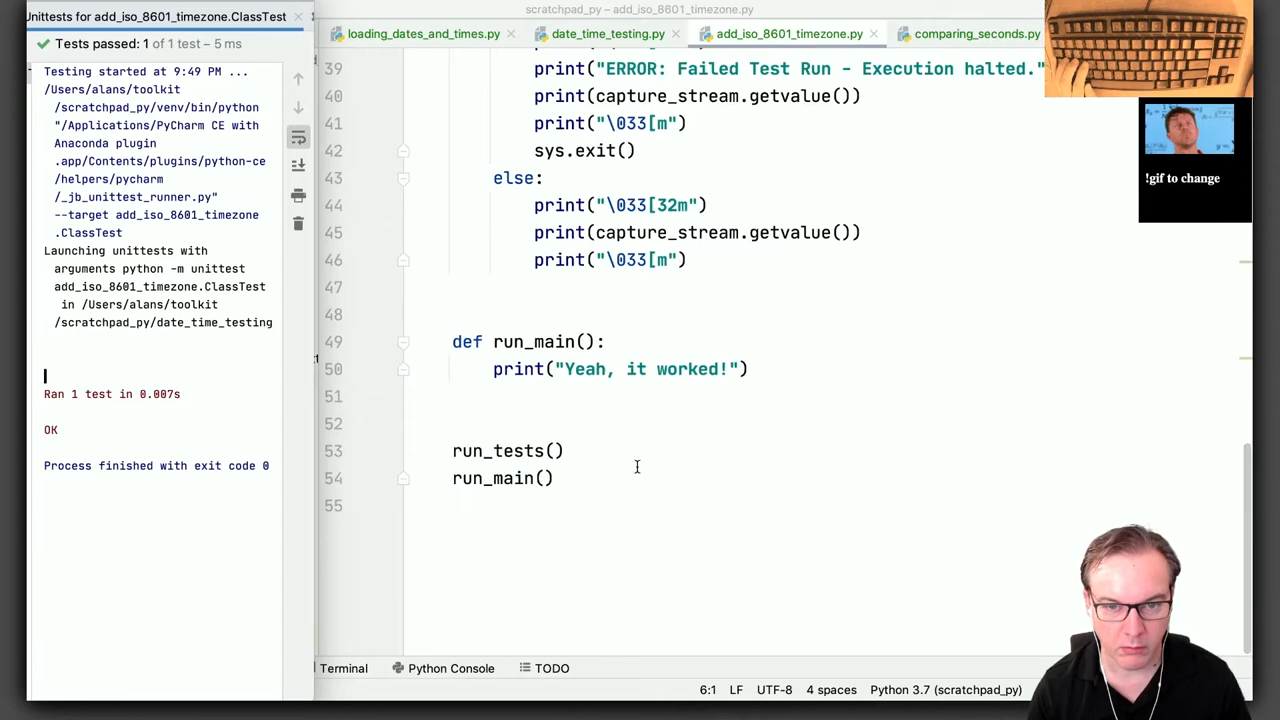 scratchpad_py – add_iso_8601_timezone.py
Unittests for add_iso_8601_timezone.ClassTest
Tests passed: 1 of 1 test – 5 ms
Testing started at 9:49 PM ...
/Users/alans/toolkit
/scratchpad_py/venv/bin/python
"/Applications/PyCharm CE with
Anaconda plugin
.app/Contents/plugins/python-ce
/helpers/pycharm
/_jb_unittest_runner.py"
--target add_iso_8601_timezone
.ClassTest
Launching unittests with
arguments python -m unittest
add_iso_8601_timezone.ClassTest
in /Users/alans/toolkit
/scratchpad_py/date_time_testing
Ran 1 test in 0.007s
OK
Process finished with exit code 0
loading_dates_and_times.py
date_time_testing.py
add_iso_8601_timezone.py
comparing_seconds.py
39 print("ERROR: Failed Test Run - Execution halted."
40 print(capture_stream.getvalue())
41 print("\033[m")
42 sys.exit()
43 else:
44 print("\033[32m")
45 print(capture_stream.getvalue())
46 print("\033[m")
47
48
49 def run_main():
50 print("Yeah, it worked!")
51
52
53 run_tests()
54 run_main()
55
!gif to change
Terminal
Python Console
TODO
6:1 LF UTF-8 4 spaces Python 3.7 (scratchpad_py)